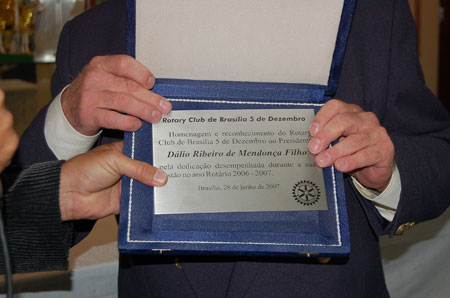 Rotary Club de Brasília 5 de Dezembro
Homenagem e reconhecimento do Rotary
Club de Brasília 5 de Dezembro ao Presidente
Dálio Ribeiro de Mendonça Filho
pela dedicação desempenhada durante a sua
no ano Rotário 2006 - 2007.
Brasília, 28 de junho de 2007